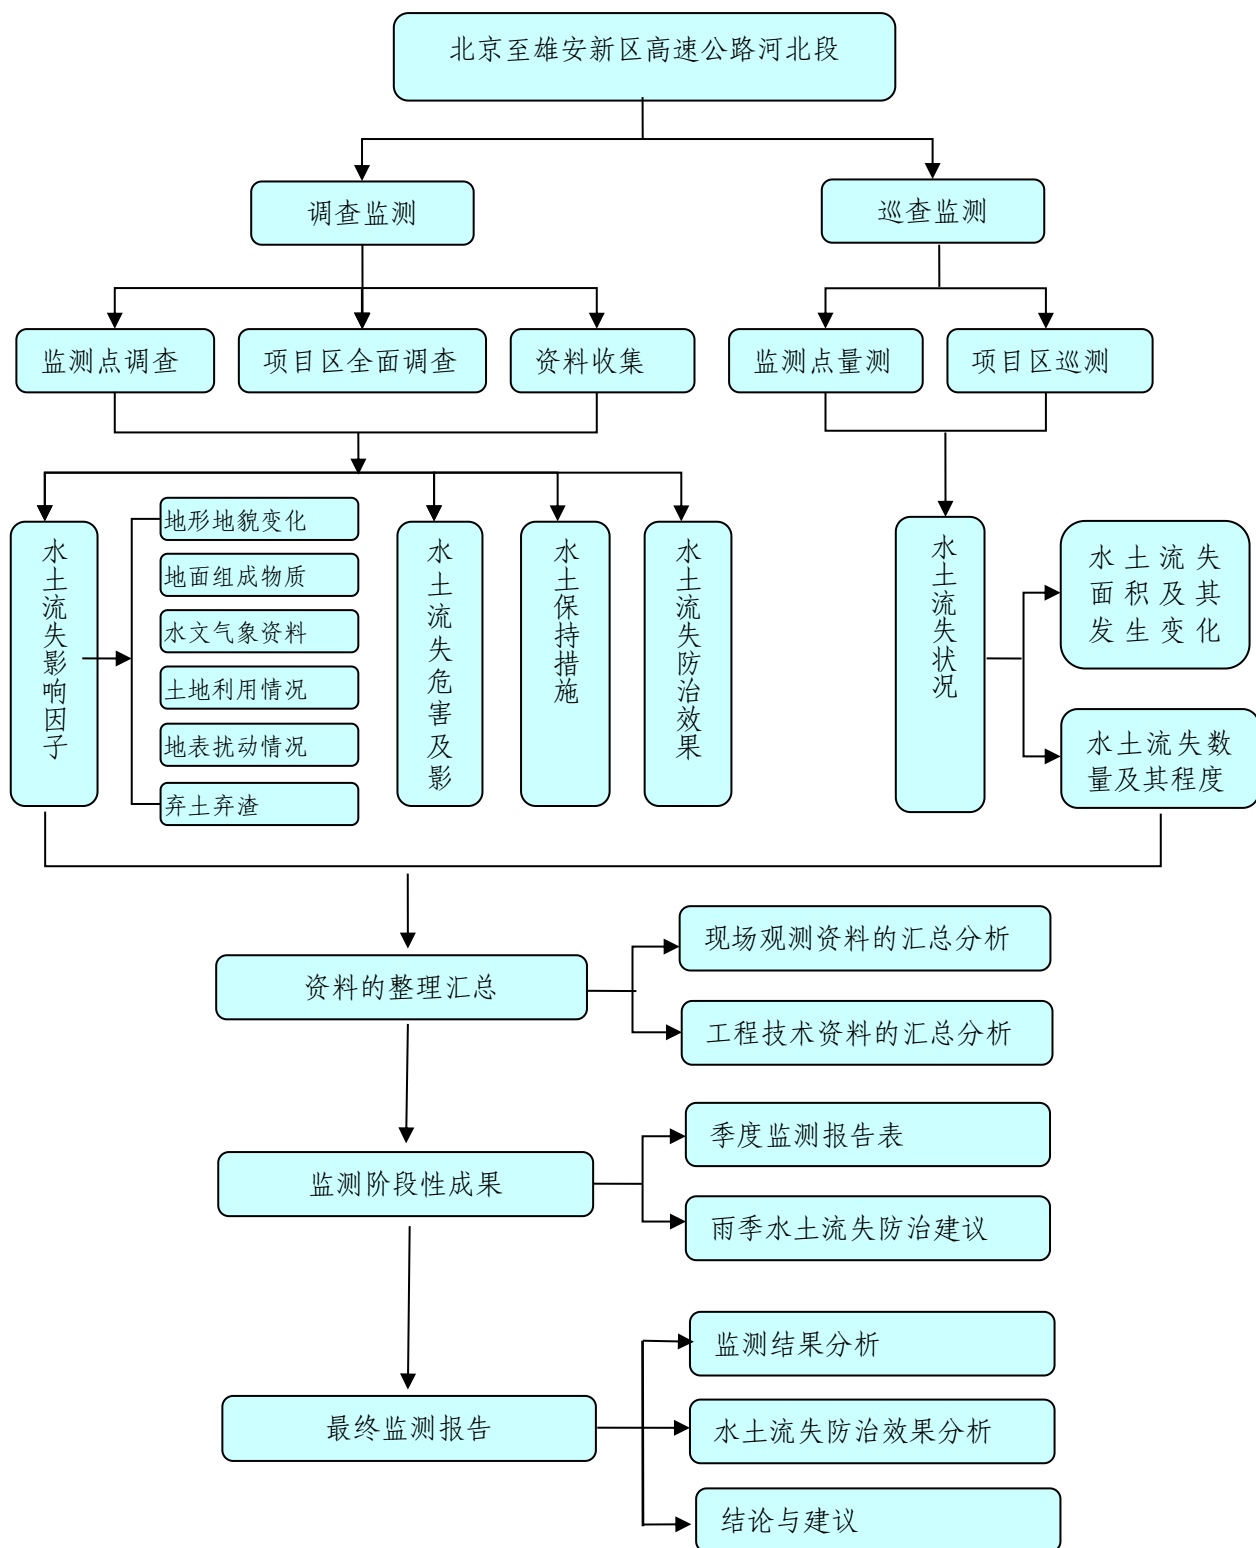 北京至雄安新区高速公路河北段
调查监测
巡查监测
监测点调查
项目区全面调查
资料收集
监测点量测
项目区巡测
水土流失影响因子
地形地貌变化
地面组成物质
水文气象资料
土地利用情况
地表扰动情况
弃土弃渣
水土流失危害及影
水土保持措施
水土流失防治效果
水土流失状况
水土流失
面积及其
发生变化
水土流失数
量及其程度
资料的整理汇总
现场观测资料的汇总分析
工程技术资料的汇总分析
监测阶段性成果
季度监测报告表
雨季水土流失防治建议
最终监测报告
监测结果分析
水土流失防治效果分析
结论与建议